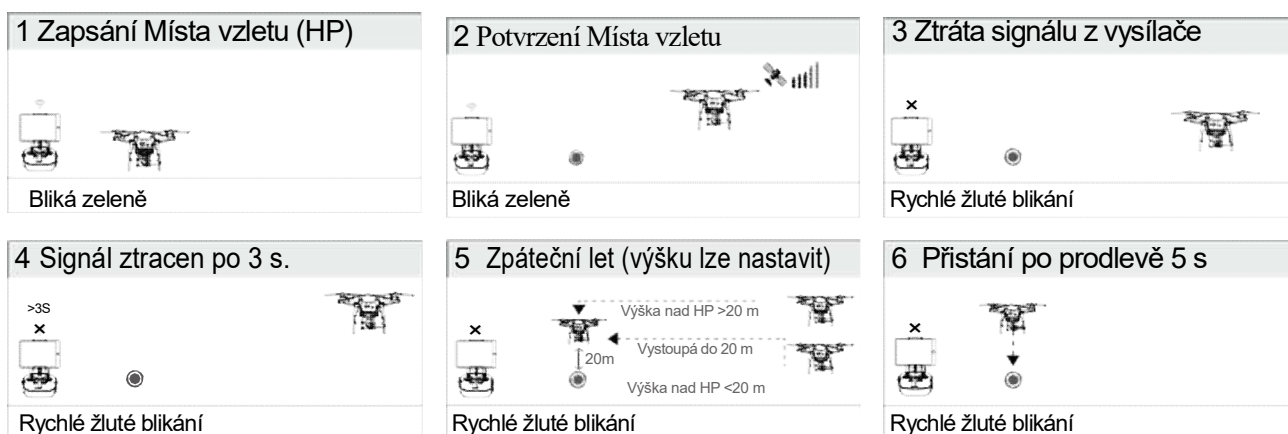 1 Zapsání Místa vzletu (HP)
Bliká zeleně
2 Potvrzení Místa vzletu
Bliká zeleně
3 Ztráta signálu z vysílače
×
Rychlé žluté blikání
4 Signál ztracen po 3 s.
>3S
×
Rychlé žluté blikání
5 Zpáteční let (výšku lze nastavit)
Výška nad HP >20 m
×
Vystoupá do 20 m
20m
Výška nad HP <20 m
Rychlé žluté blikání
6 Přistání po prodlevě 5 s
×
Rychlé žluté blikání